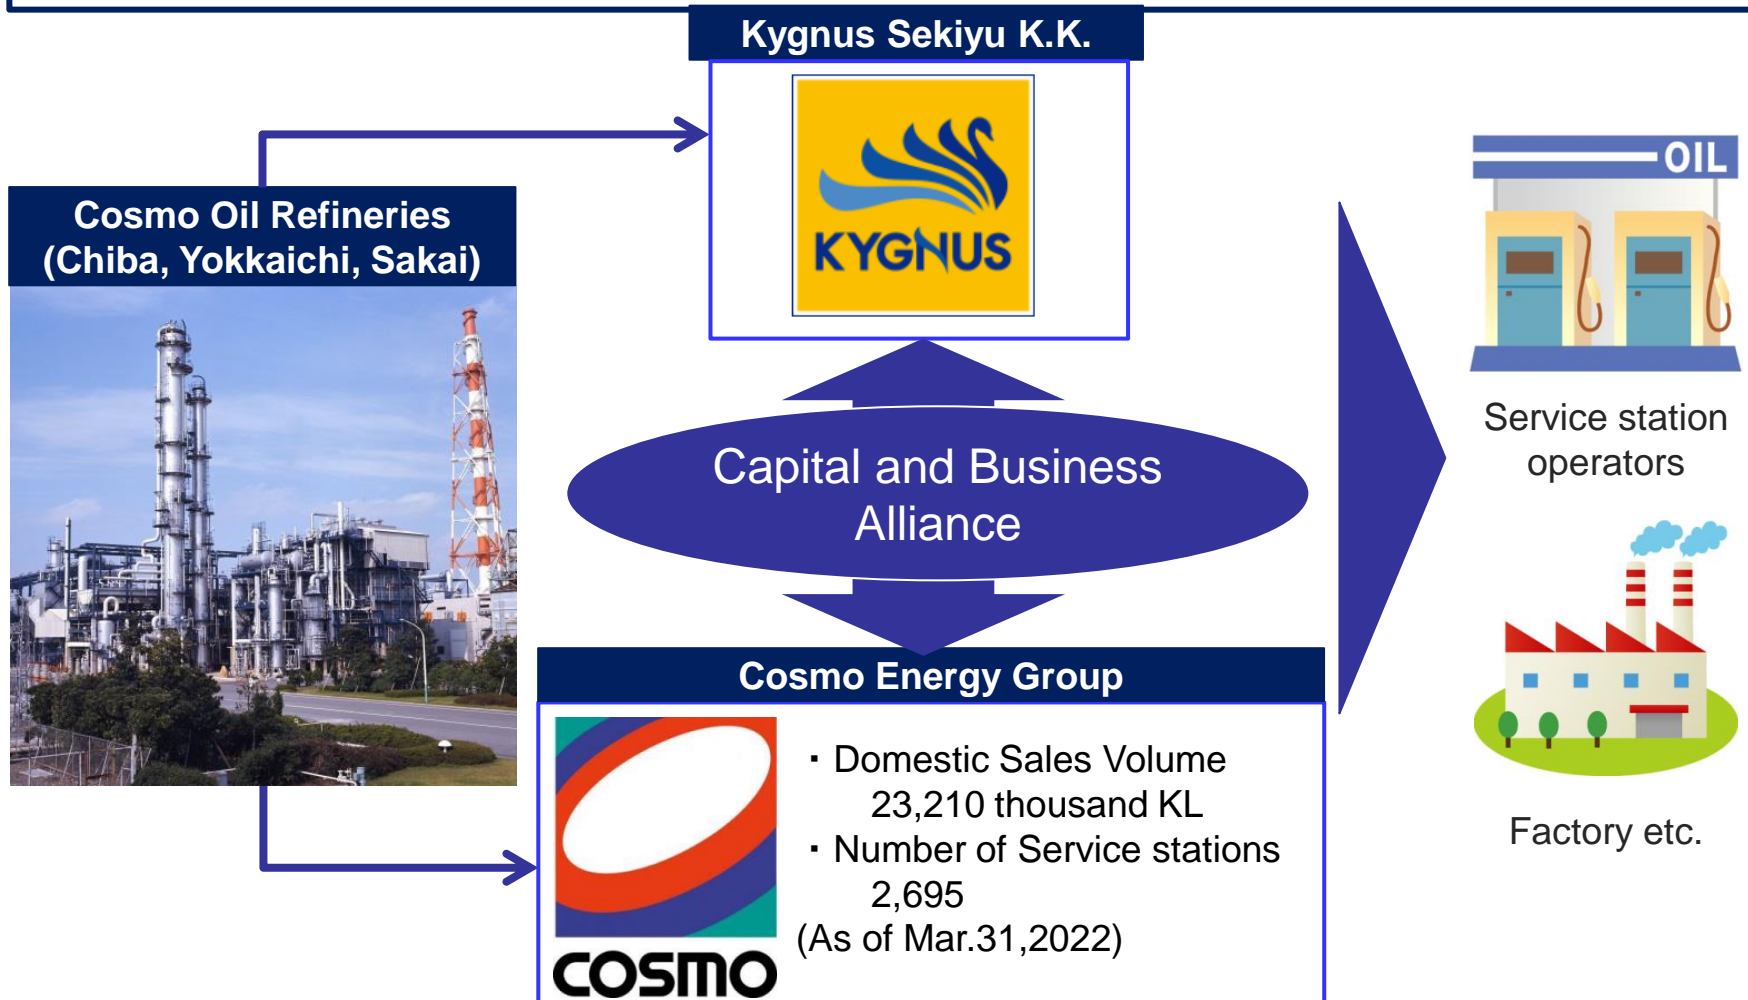 Kygnus Sekiyu K.K.
KYGNUS
OIL
Cosmo Oil Refineries
(Chiba, Yokkaichi, Sakai)
Capital and Business
Alliance
Service station
operators
Cosmo Energy Group
・Domestic Sales Volume
23,210 thousand KL
・Number of Service stations
2,695
(As of Mar.31,2022)
COSMO
Factory etc.